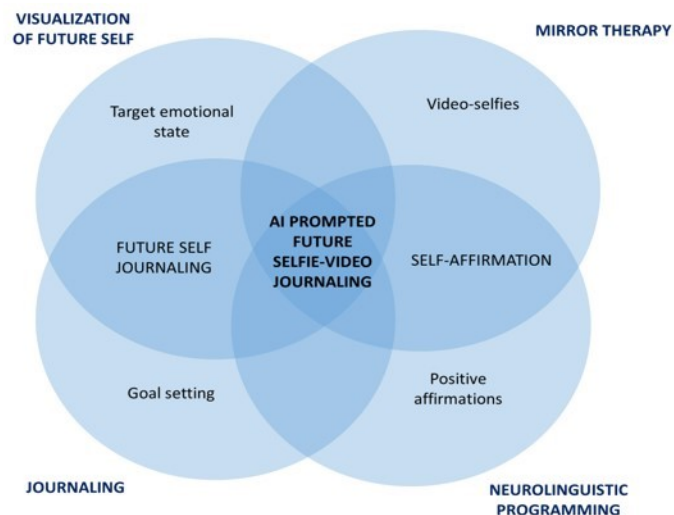 VISUALIZATION
OF FUTURE SELF
MIRROR THERAPY
Target emotional
state
Video-selfies
AI PROMPTED
FUTURE
SELFIE-VIDEO
JOURNALING
FUTURE SELF
JOURNALING
SELF-AFFIRMATION
Goal setting
Positive
affirmations
JOURNALING
NEUROLINGUISTIC
PROGRAMMING